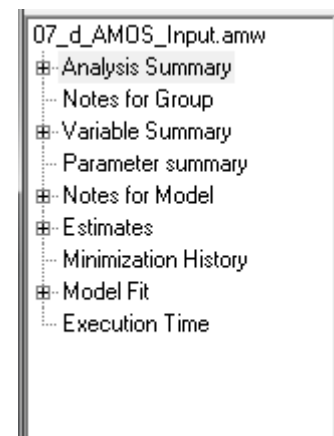 07_d_AMOS_Input.amw
Analysis Summary
Notes for Group
Variable Summary
Parameter summary
Notes for Model
Estimates
Minimization History
Model Fit
Execution Time